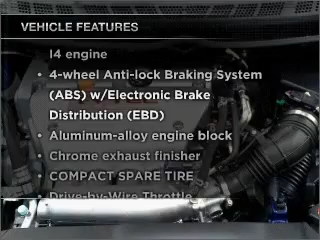 VEHICLE FEATURES
I4 engine
• 4-wheel Anti-lock Braking System
(ABS) w/Electronic Brake
Distribution (EBD)
• Aluminum-alloy engine block
• Chrome exhaust finisher
• COMPACT SPARE TIRE
• Drive-by-Wire Throttle